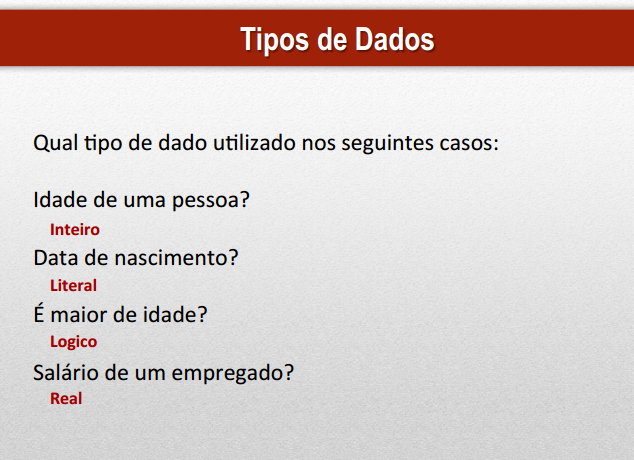 Tipos de Dados
Qual tipo de dado utilizado nos seguintes casos:
Idade de uma pessoa?
Inteiro
Data de nascimento?
Literal
É maior de idade?
Logico
Salário de um empregado?
Real